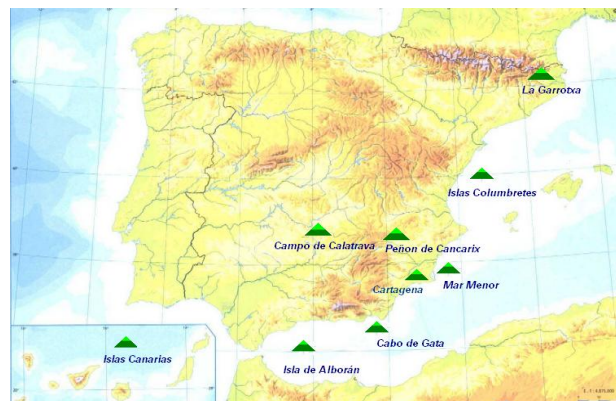 La Garrotxa
Islas Columbretes
Campo de Calatrava
Peñon de Cancarix
Cartagena
Mar Menor
Cabo de Gata
Islas Canarias
Isla de Alborán